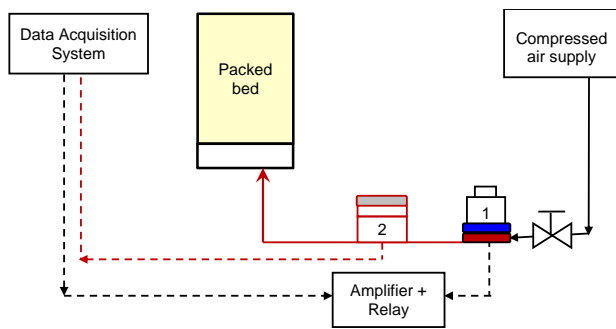 Data Acquisition
System
Packed
bed
Compressed
air supply
1
2
Amplifier +
Relay